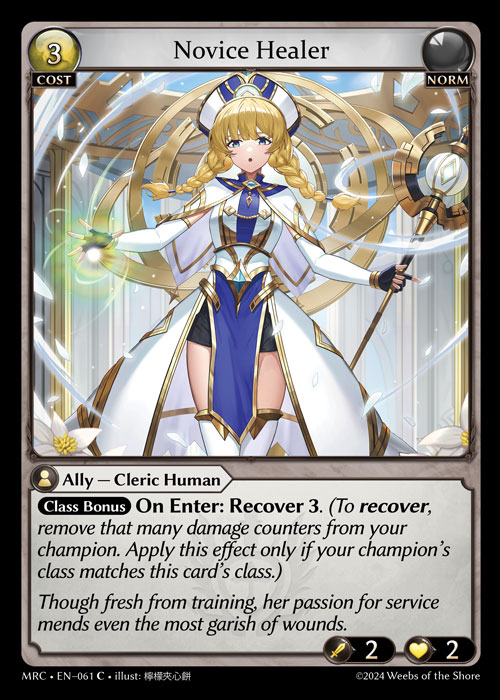 3
Novice Healer
COST
NORM
Ally — Cleric Human
Class Bonus On Enter: Recover 3. (To recover,
remove that many damage counters from your
champion. Apply this effect only if your champion's
class matches this card's class.)
Though fresh from training, her passion for service
mends even the most garish of wounds.
2
2
MRC • EN–061 C • illust: 檸檬夾心餅
©2024 Weebs of the Shore